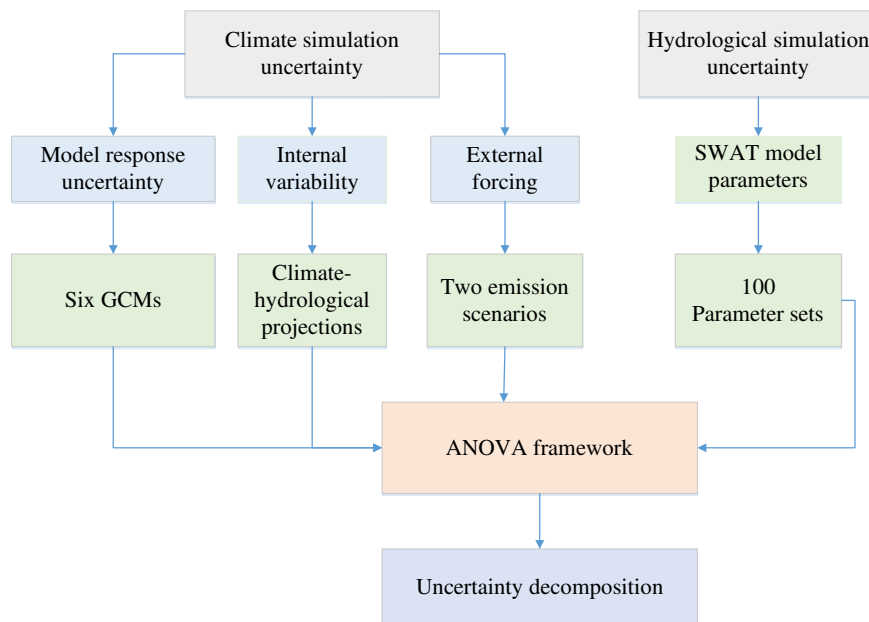 Climate simulation
uncertainty
Hydrological simulation
uncertainty
Model response
uncertainty
Internal
variability
External
forcing
SWAT model
parameters
Six GCMs
Climate-
hydrological
projections
Two emission
scenarios
100
Parameter sets
ANOVA framework
Uncertainty decomposition